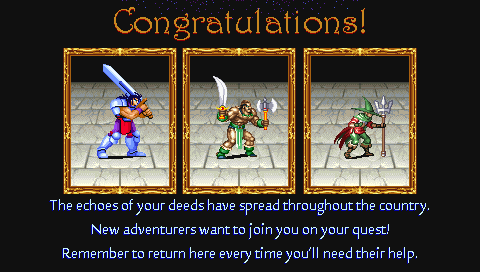 Congratulations!
The echoes of your deeds have spread throughout the country.
New adventurers want to join you on your quest!
Remember to return here every time you'll need their help.